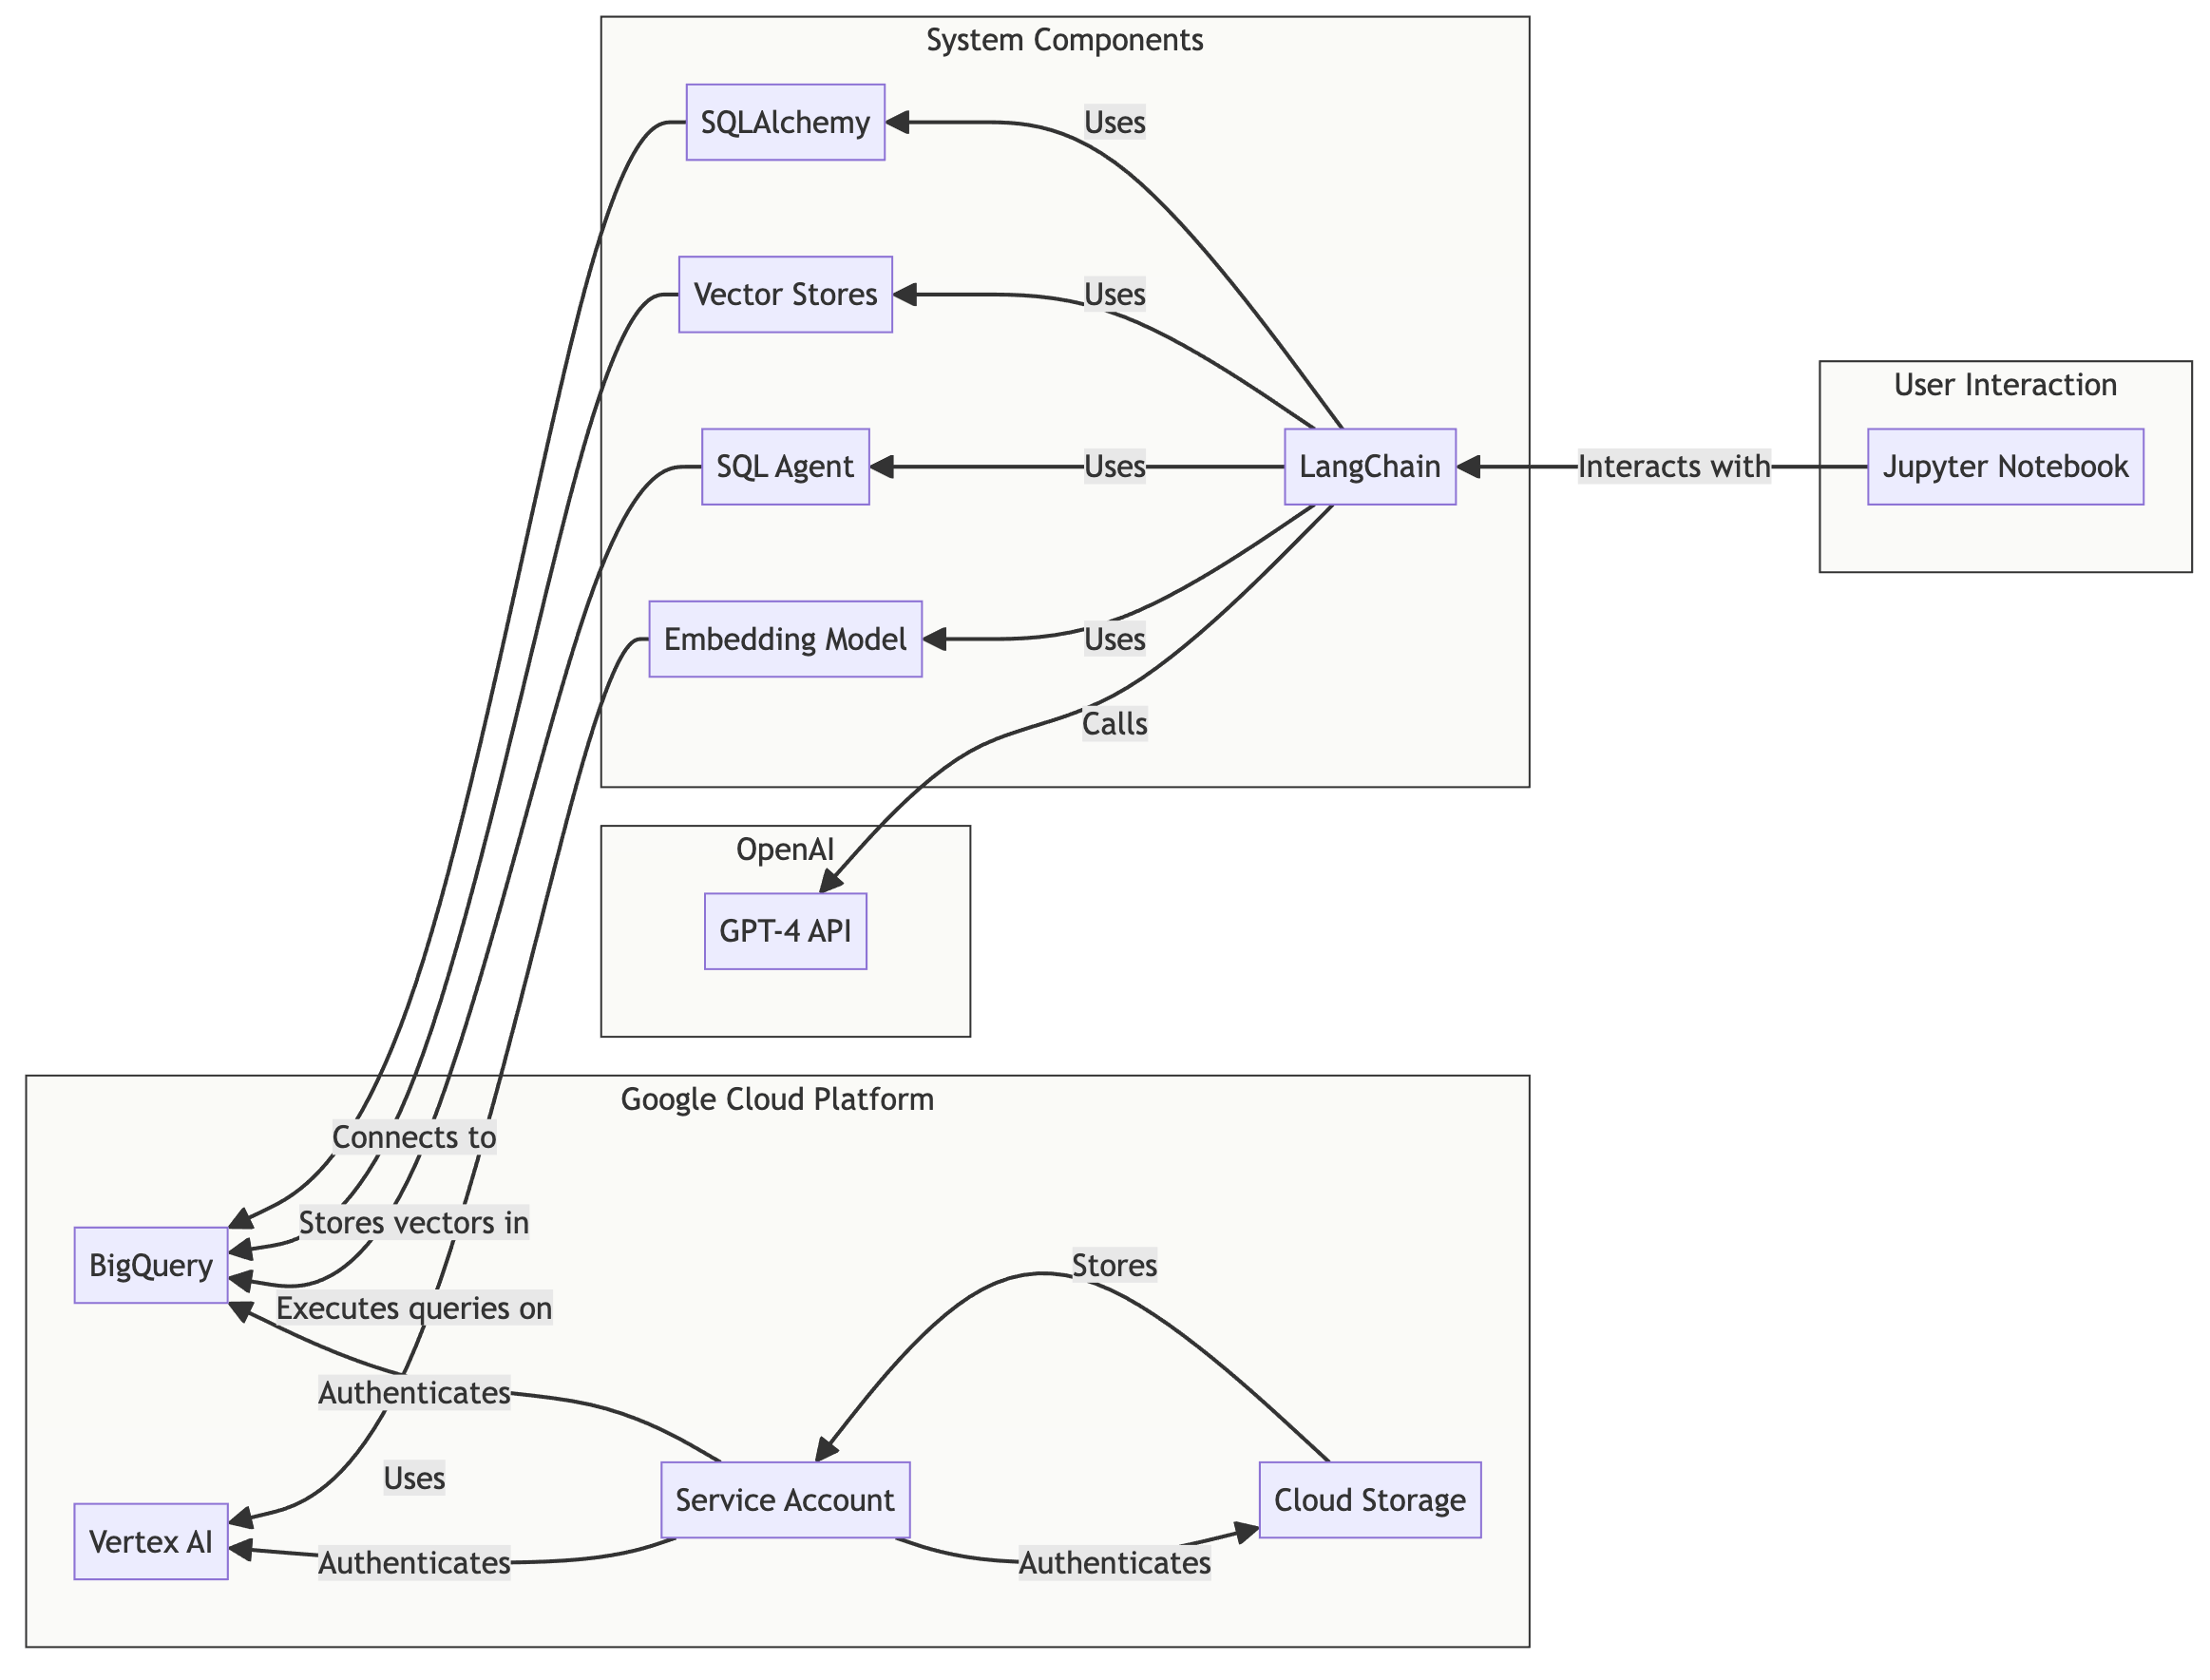 System Components
SQLAlchemy
Uses
Vector Stores
Uses
User Interaction
SQL Agent
Uses
LangChain
Interacts with
Jupyter Notebook
Embedding Model
Uses
Calls
OpenAI
GPT-4 API
Google Cloud Platform
Connects to
Stores vectors in
BigQuery
Stores
Executes queries on
Authenticates
Uses
Service Account
Cloud Storage
Vertex AI
Authenticates
Authenticates